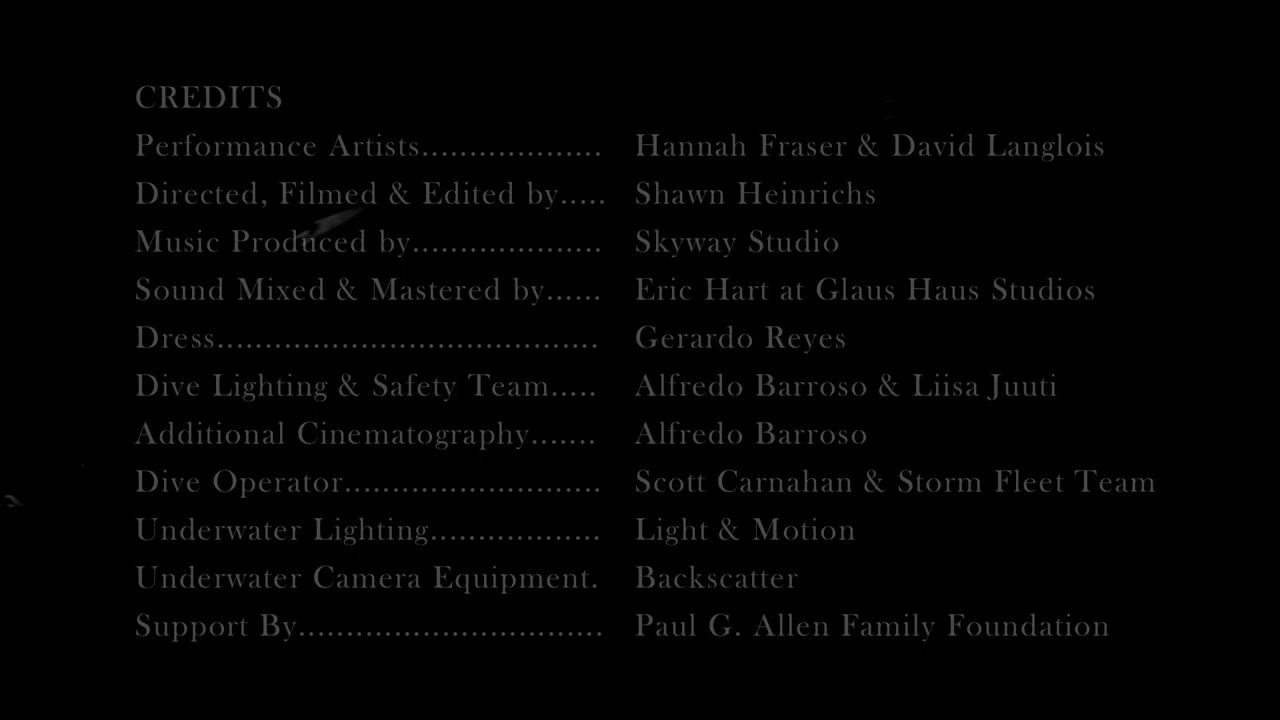 CREDITS
Performance Artists................... Hannah Fraser & David Langlois
Directed, Filmed & Edited by..... Shawn Heinrichs
Music Produced by.................... Skyway Studio
Sound Mixed & Mastered by...... Eric Hart at Glaus Haus Studios
Dress........................................ Gerardo Reyes
Dive Lighting & Safety Team..... Alfredo Barroso & Liisa Juuti
Additional Cinematography....... Alfredo Barroso
Dive Operator........................... Scott Carnahan & Storm Fleet Team
Underwater Lighting.................. Light & Motion
Underwater Camera Equipment. Backscatter
Support By................................ Paul G. Allen Family Foundation